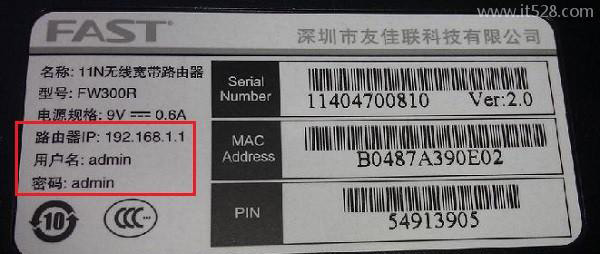 www.it528.com
FAST®
深圳市友佳联科技有限公司
名称: 11N无线宽带路由器
型号: FW300R
电源规格: 9V⎓0.6A
路由器IP: 192.168.1.1
用户名: admin
密码: admin
10
CCC
Serial Number
11404700810 Ver:2.0
MAC Address
B0487A390E02
PIN
54913905